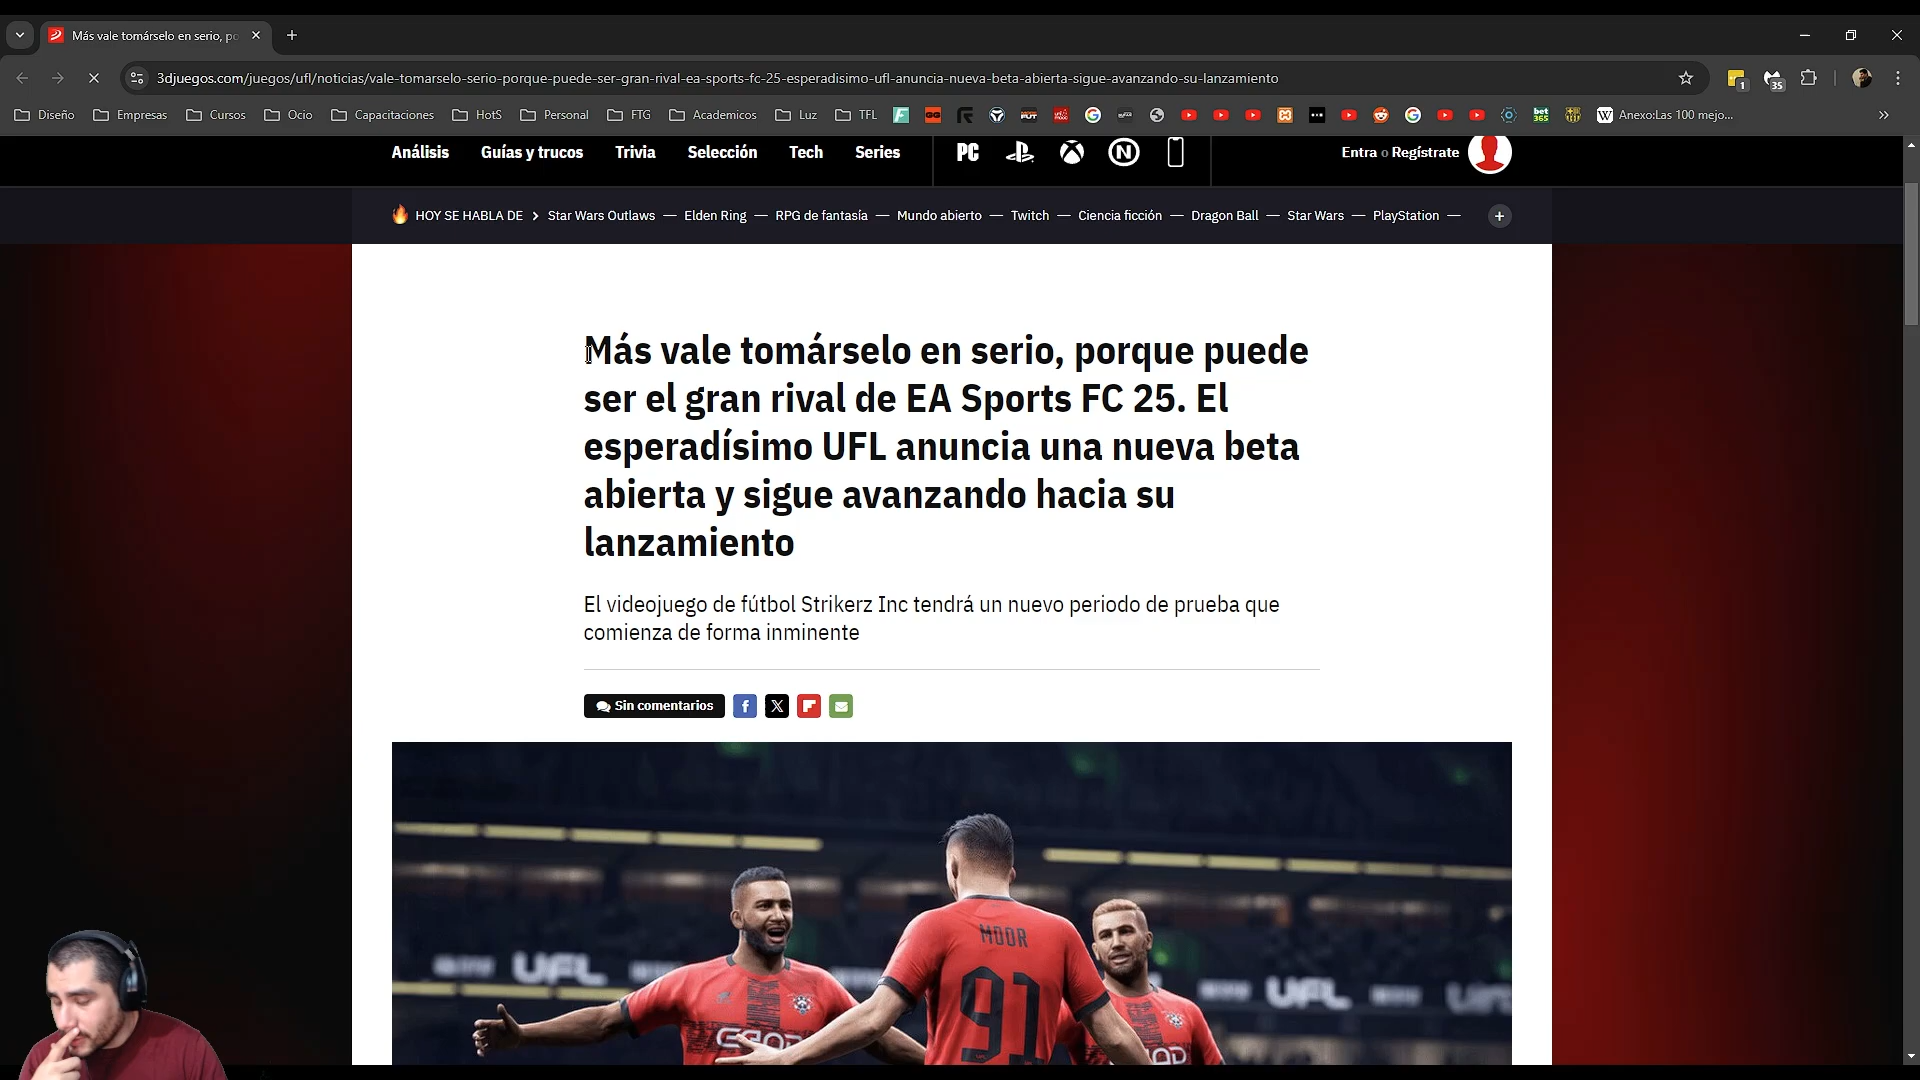 Más vale tomárselo en serio, po
3djuegos.com/juegos/ufl/noticias/vale-tomarselo-serio-porque-puede-ser-gran-rival-ea-sports-fc-25-esperadisimo-ufl-anuncia-nueva-beta-abierta-sigue-avanzando-su-lanzamiento
1
35
Diseño Empresas Cursos Ocio Capacitaciones HotS Personal FTG Academicos Luz TFL bet365 Anexo:Las 100 mejo...
Análisis Guías y trucos Trivia Selección Tech Series PC N Entra o Regístrate
HOY SE HABLA DE > Star Wars Outlaws — Elden Ring — RPG de fantasía — Mundo abierto — Twitch — Ciencia ficción — Dragon Ball — Star Wars — PlayStation —
Más vale tomárselo en serio, porque puede
ser el gran rival de EA Sports FC 25. El
esperadísimo UFL anuncia una nueva beta
abierta y sigue avanzando hacia su
lanzamiento
El videojuego de fútbol Strikerz Inc tendrá un nuevo periodo de prueba que
comienza de forma inminente
Sin comentarios
MOOR
91
UFL
UFL